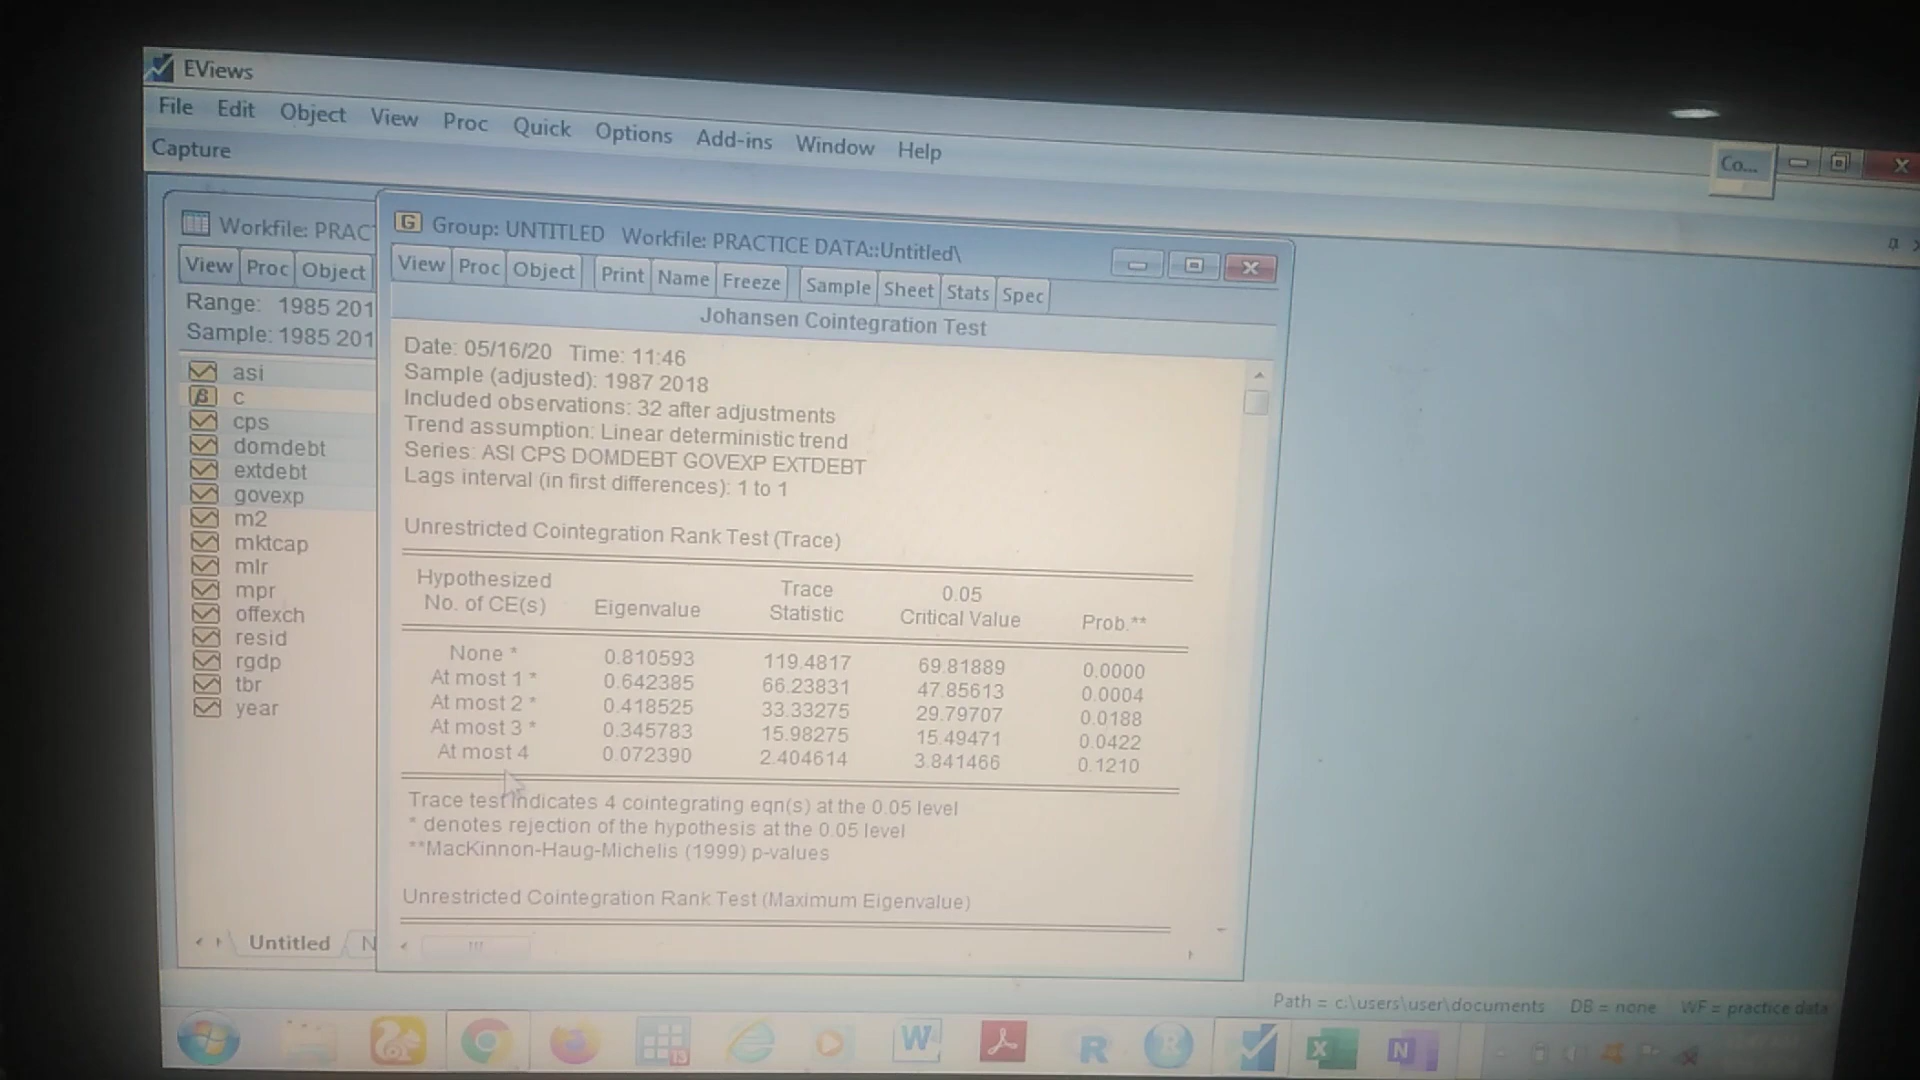 EViews
File Edit Object View Proc Quick Options Add-ins Window Help
Capture
Co...
Workfile: PRAC
View Proc Object
Range: 1985 201
Sample: 1985 201
asi
c
cps
domdebt
extdebt
govexp
m2
mktcap
mlr
mpr
offexch
resid
rgdp
tbr
year
Untitled N
G Group: UNTITLED Workfile: PRACTICE DATA::Untitled\
View Proc Object Print Name Freeze Sample Sheet Stats Spec
Johansen Cointegration Test
Date: 05/16/20 Time: 11:46
Sample (adjusted): 1987 2018
Included observations: 32 after adjustments
Trend assumption: Linear deterministic trend
Series: ASI CPS DOMDEBT GOVEXP EXTDEBT
Lags interval (in first differences): 1 to 1
Unrestricted Cointegration Rank Test (Trace)
Hypothesized Trace 0.05
No. of CE(s) Eigenvalue Statistic Critical Value Prob.**
None * 0.810593 119.4817 69.81889 0.0000
At most 1 * 0.642385 66.23831 47.85613 0.0004
At most 2 * 0.418525 33.33275 29.79707 0.0188
At most 3 * 0.345783 15.98275 15.49471 0.0422
At most 4 0.072390 2.404614 3.841466 0.1210
Trace test indicates 4 cointegrating eqn(s) at the 0.05 level
* denotes rejection of the hypothesis at the 0.05 level
**MacKinnon-Haug-Michelis (1999) p-values
Unrestricted Cointegration Rank Test (Maximum Eigenvalue)
Path = c:\users\user\documents DB = none WF = practice data
13
W
R
R
X
N